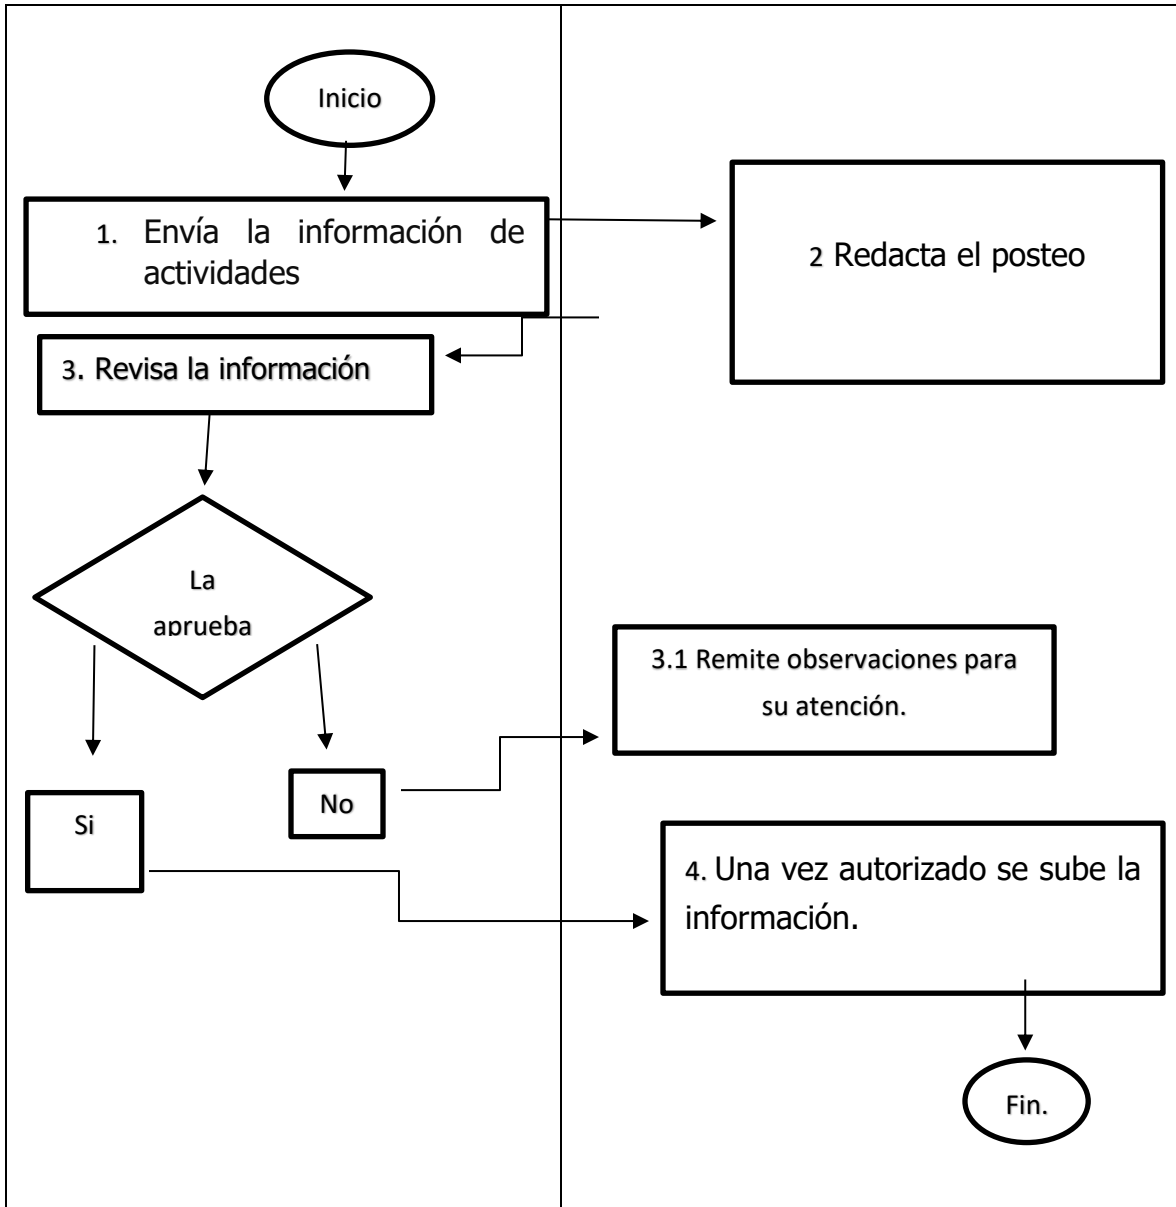 Inicio
1. Envía la información de
actividades
2 Redacta el posteo
3. Revisa la información
La
aprueba
3.1 Remite observaciones para
su atención.
Si
No
4. Una vez autorizado se sube la
información.
Fin.